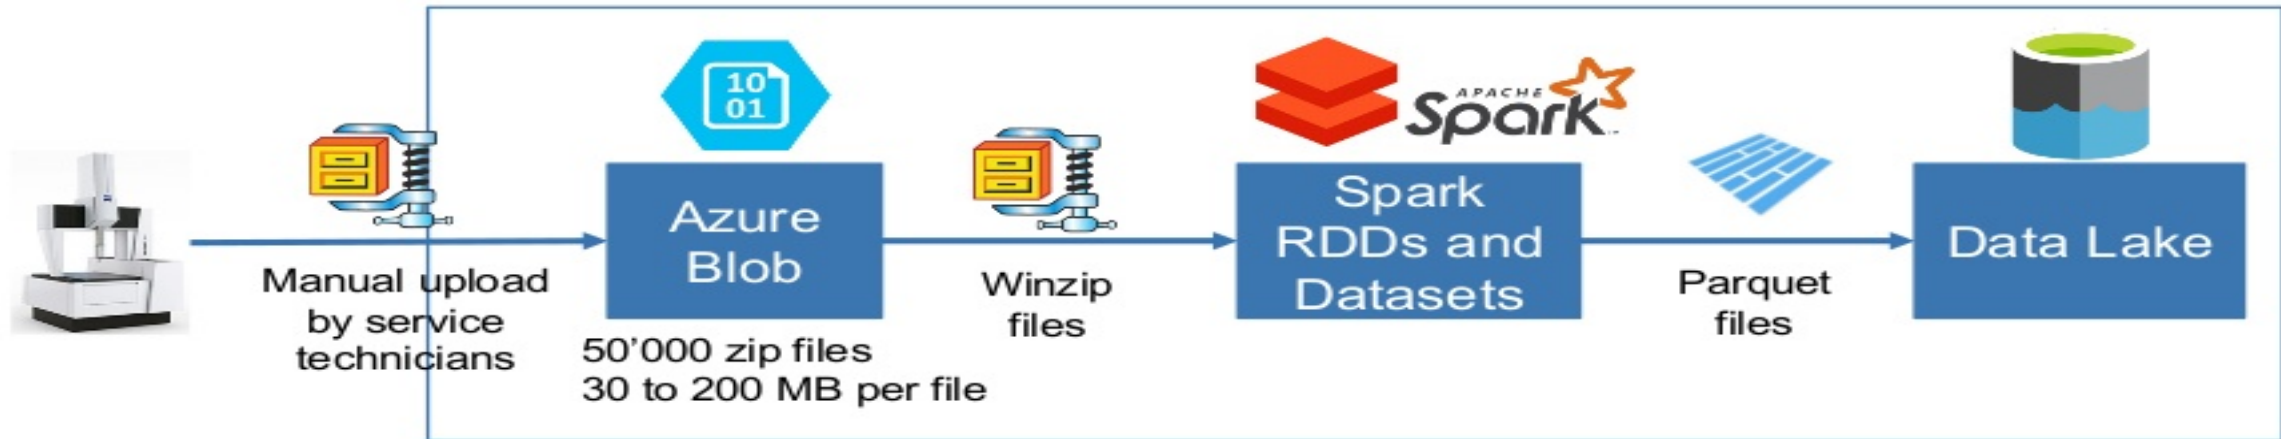 10
01
APACHE
Spark
Manual upload
by service
technicians
Azure
Blob
50'000 zip files
30 to 200 MB per file
Winzip
files
Spark
RDDs and
Datasets
Parquet
files
Data Lake